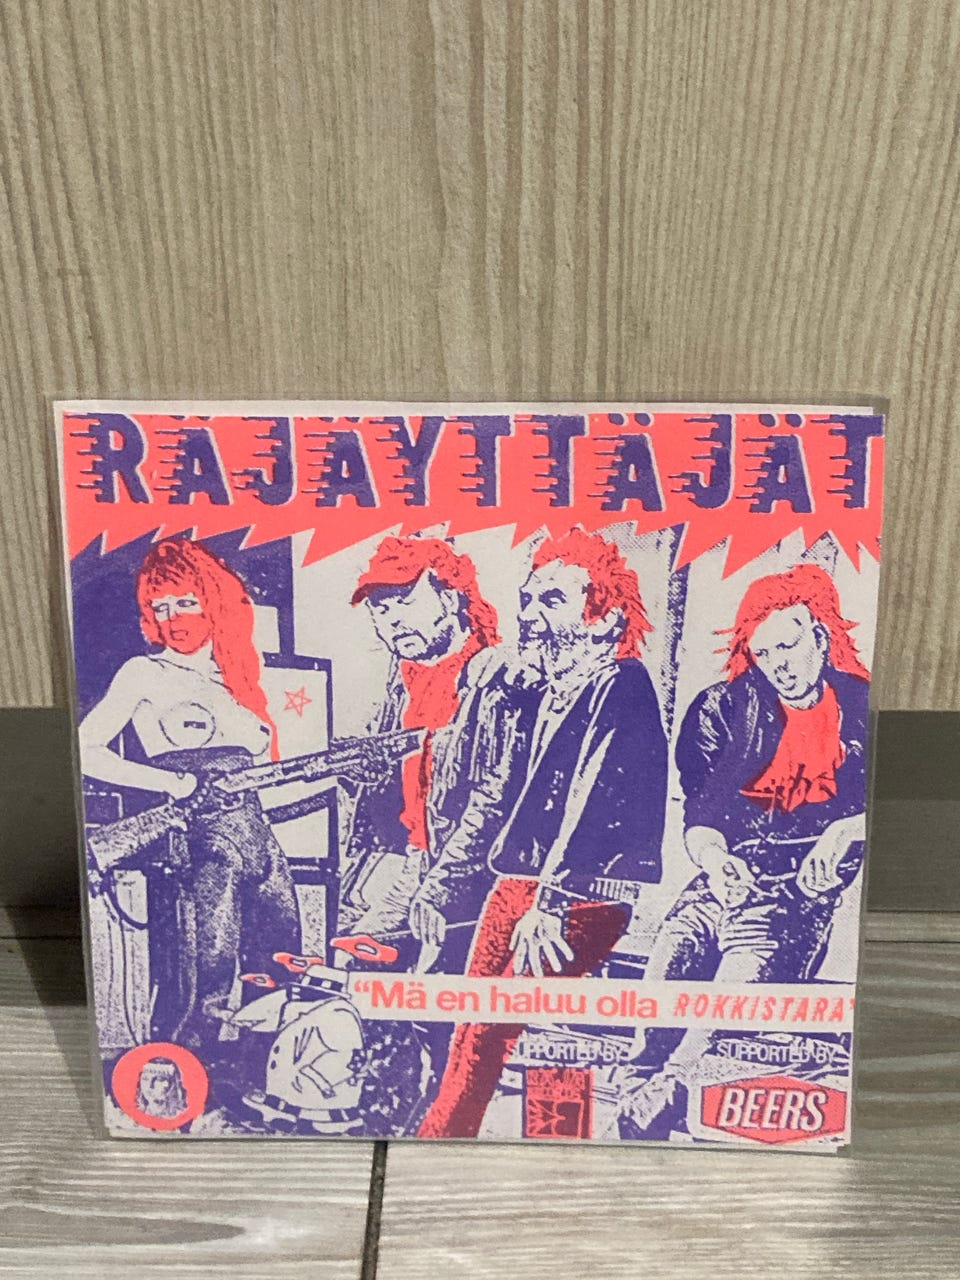 RÄJÄYTTÄJÄT
"Mä en haluu olla ROKKISTARA"
SUPPORTED BY
SUPPORTED BY
BEERS